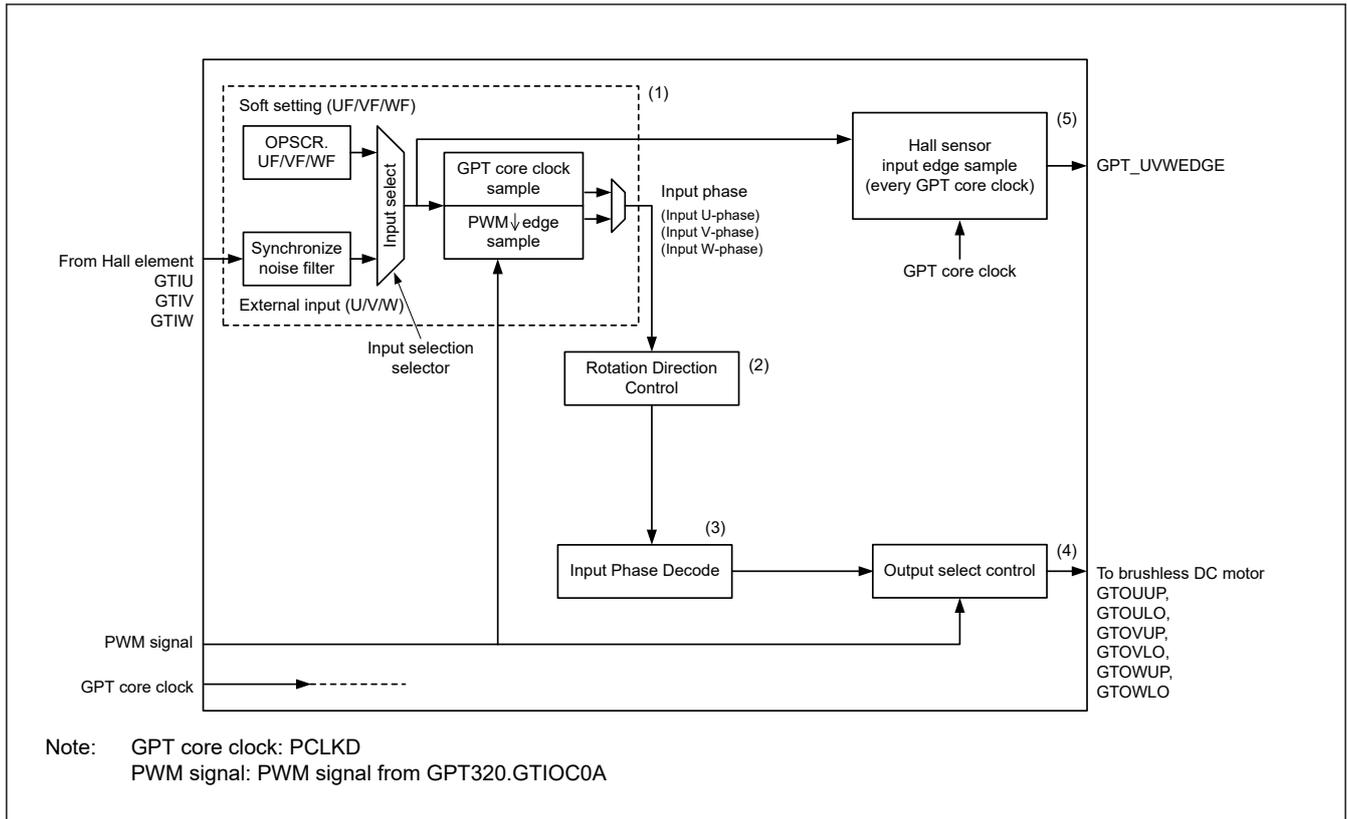 (1)
Soft setting (UF/VF/WF)
OPSCR.
UF/VF/WF
Input select
GPT core clock
sample
PWM↓edge
sample
Synchronize
noise filter
External input (U/V/W)
Input selection
selector
From Hall element
GTIU
GTIV
GTIW
Input phase
(Input U-phase)
(Input V-phase)
(Input W-phase)
(5)
Hall sensor
input edge sample
(every GPT core clock)
GPT_UVWEDGE
GPT core clock
Rotation Direction
Control
(2)
(3)
Input Phase Decode
Output select control
(4)
To brushless DC motor
GTOUUP,
GTOULO,
GTOVUP,
GTOVLO,
GTOWUP,
GTOWLO
PWM signal
GPT core clock
Note: GPT core clock: PCLKD
PWM signal: PWM signal from GPT320.GTIOC0A